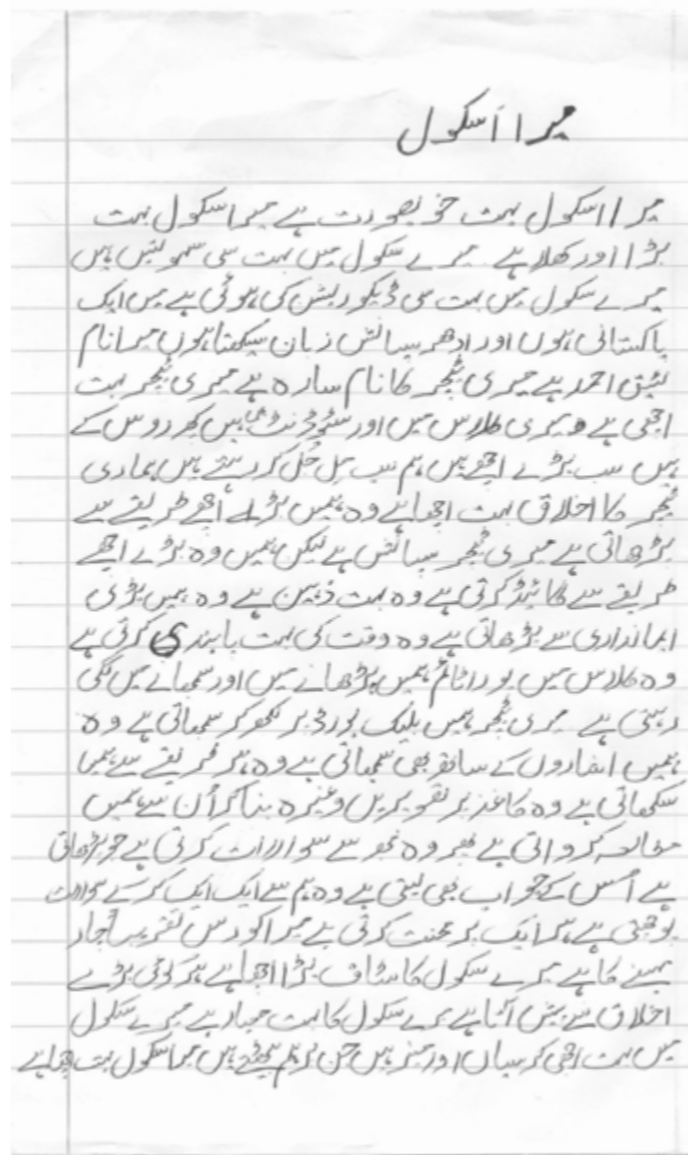 میرا اسکول
میرا اسکول بہت خوبصورت ہے میرا سکول بہت
بڑا اور کھلا ہے میرے سکول میں بہت سی سہولتیں ہیں
میرے سکول میں بہت سی ڈیکوریشن کی ہوئی ہے میں ایک
پاکستانی ہوں اور ادھر سپانش زبان سیکھتا ہوں میرا نام
لئیق احمد ہے میری ٹیچر کا نام سارہ ہے میری ٹیچر بہت
اچھی ہے میری کلاس میں اور سٹوڈنٹ بھی ہیں کچھ روس کے
ہیں سب بڑے اچھے ہیں ہم سب مل جل کر رہتے ہیں ہماری
ٹیچر کا اخلاق بہت اچھا ہے وہ ہمیں بڑے اچھے طریقے سے
پڑھاتی ہے میری ٹیچر سپانش ہے لیکن ہمیں وہ بڑے اچھے
طریقے سے گائیڈ کرتی ہے وہ بہت ذہین ہے وہ ہمیں بڑی
ایمانداری سے پڑھاتی ہے وہ وقت کی بہت پابندی کرتی ہے
وہ کلاس میں پورا ٹائم ہمیں پڑھانے میں اور سمجھانے میں لگی
رہتی ہے میری ٹیچر ہمیں بلیک بورڈ پر لکھ کر سمجھاتی ہے وہ
ہمیں اشاروں کے ساتھ بھی سمجھاتی ہے وہ ہر طریقے سے ہمیں
سکھاتی ہے وہ کاغذ پر تصویریں وغیرہ بنا کر اُن سے ہمیں
مطالعہ کرواتی ہے پھر وہ ہم سے سوالات کرتی ہے جو پڑھاتی
ہے اُس کے جواب بھی لیتی ہے وہ ہم سے ایک ایک کر کے سوالات
پوچھتی ہے ہر ایک پر محنت کرتی ہے میرا کورس تقریباً چار
مہینے کا ہے میرے سکول کا سٹاف بڑا اچھا ہے ہر کوئی بڑے
اخلاق سے پیش آتا ہے میرے سکول کا بہت معیار ہے میرے سکول
میں بہت اچھی کرسیاں اور میز ہیں جن پر ہم بیٹھتے ہیں میرا سکول بہت اچھا ہے